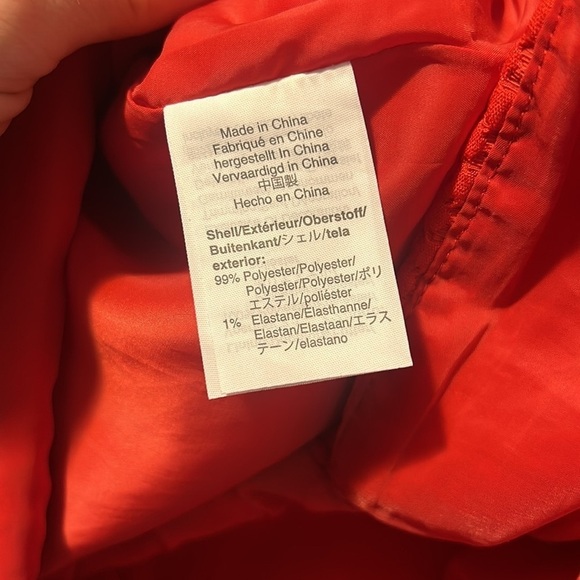 Made in China
Fabriqué en Chine
hergestellt In China
Vervaardigd in China
中国製
Hecho en China
Shell/Extérieur/Oberstoff/
Buitenkant/シェル/tela
exterior:
99% Polyester/Polyester/
Polyester/Polyester/ポリ
エステル/poliéster
1% Elastane/Élasthanne/
Elastan/Elastaan/エラス
テーン/elastano